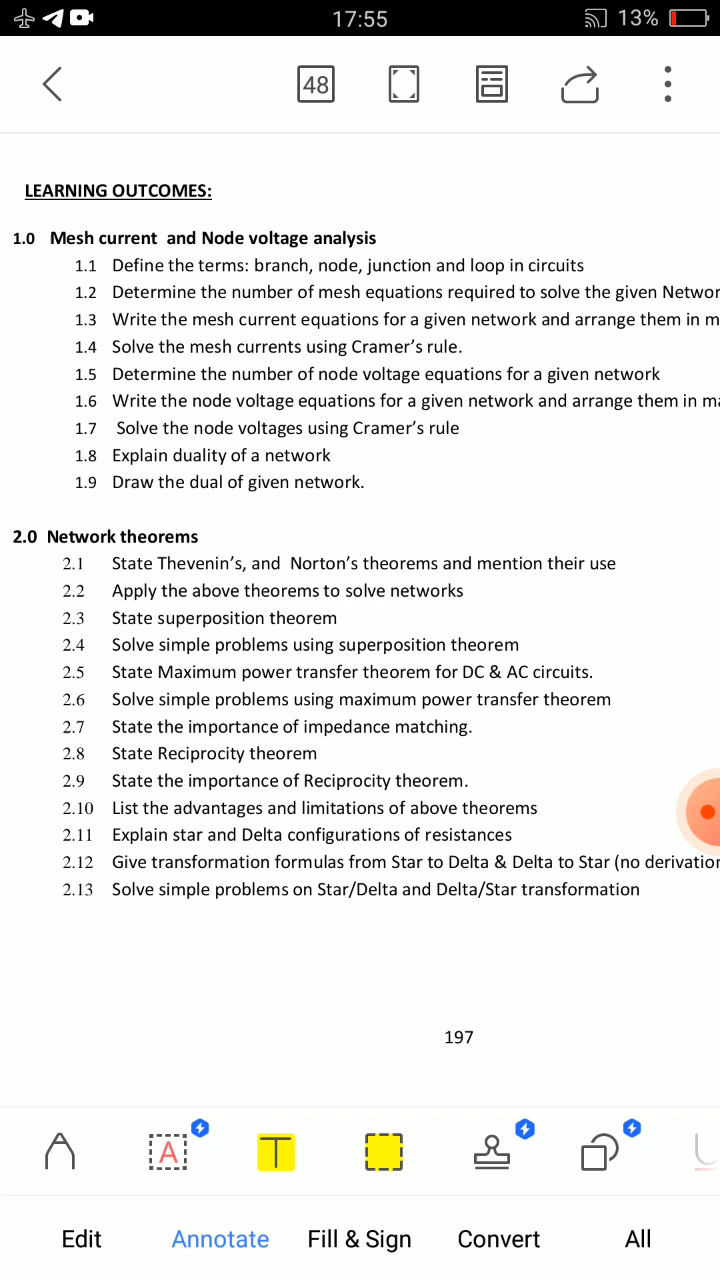 17:55
13%
48
LEARNING OUTCOMES:
1.0 Mesh current and Node voltage analysis
1.1 Define the terms: branch, node, junction and loop in circuits
1.2 Determine the number of mesh equations required to solve the given Networ
1.3 Write the mesh current equations for a given network and arrange them in m
1.4 Solve the mesh currents using Cramer's rule.
1.5 Determine the number of node voltage equations for a given network
1.6 Write the node voltage equations for a given network and arrange them in ma
1.7 Solve the node voltages using Cramer's rule
1.8 Explain duality of a network
1.9 Draw the dual of given network.
2.0 Network theorems
2.1 State Thevenin's, and Norton's theorems and mention their use
2.2 Apply the above theorems to solve networks
2.3 State superposition theorem
2.4 Solve simple problems using superposition theorem
2.5 State Maximum power transfer theorem for DC & AC circuits.
2.6 Solve simple problems using maximum power transfer theorem
2.7 State the importance of impedance matching.
2.8 State Reciprocity theorem
2.9 State the importance of Reciprocity theorem.
2.10 List the advantages and limitations of above theorems
2.11 Explain star and Delta configurations of resistances
2.12 Give transformation formulas from Star to Delta & Delta to Star (no derivation
2.13 Solve simple problems on Star/Delta and Delta/Star transformation
197
A T U
Edit Annotate Fill & Sign Convert All